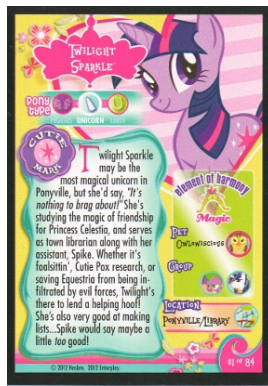 Twilight
Sparkle
Pony
Type
Pegasus UNICORN Earth
CUTIE
MARK
Twilight Sparkle
may be the
most magical unicorn in
Ponyville, but she'd say, "It's
nothing to brag about!" She's
studying the magic of friendship
for Princess Celestia, and serves
as town librarian along with her
assistant, Spike. Whether it's
foalsitin', Cutie Pox research, or
saving Equestria from being in-
filtrated by evil forces, Twilight's
there to lend a helping hoof!
She's also very good at making
lists...Spike would say maybe a
little too good!
element of harmony
Magic
Pet
Owlowiscious
Group
Location
Ponyville/Library
© 2012 Hasbro. 2012 Enterplay.
#1 of 84